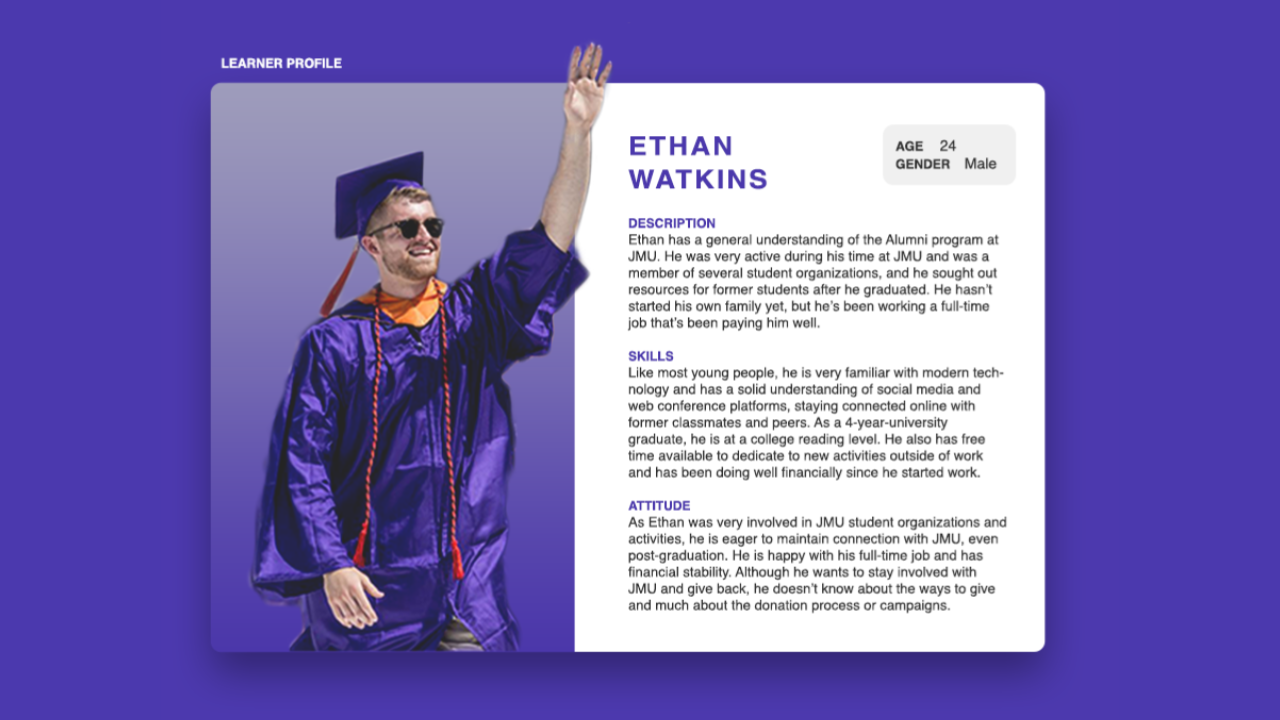 LEARNER PROFILE
ETHAN
WATKINS
AGE 24
GENDER Male
DESCRIPTION
Ethan has a general understanding of the Alumni program at
JMU. He was very active during his time at JMU and was a
member of several student organizations, and he sought out
resources for former students after he graduated. He hasn't
started his own family yet, but he's been working a full-time
job that's been paying him well.
SKILLS
Like most young people, he is very familiar with modern tech-
nology and has a solid understanding of social media and
web conference platforms, staying connected online with
former classmates and peers. As a 4-year-university
graduate, he is at a college reading level. He also has free
time available to dedicate to new activities outside of work
and has been doing well financially since he started work.
ATTITUDE
As Ethan was very involved in JMU student organizations and
activities, he is eager to maintain connection with JMU, even
post-graduation. He is happy with his full-time job and has
financial stability. Although he wants to stay involved with
JMU and give back, he doesn't know about the ways to give
and much about the donation process or campaigns.